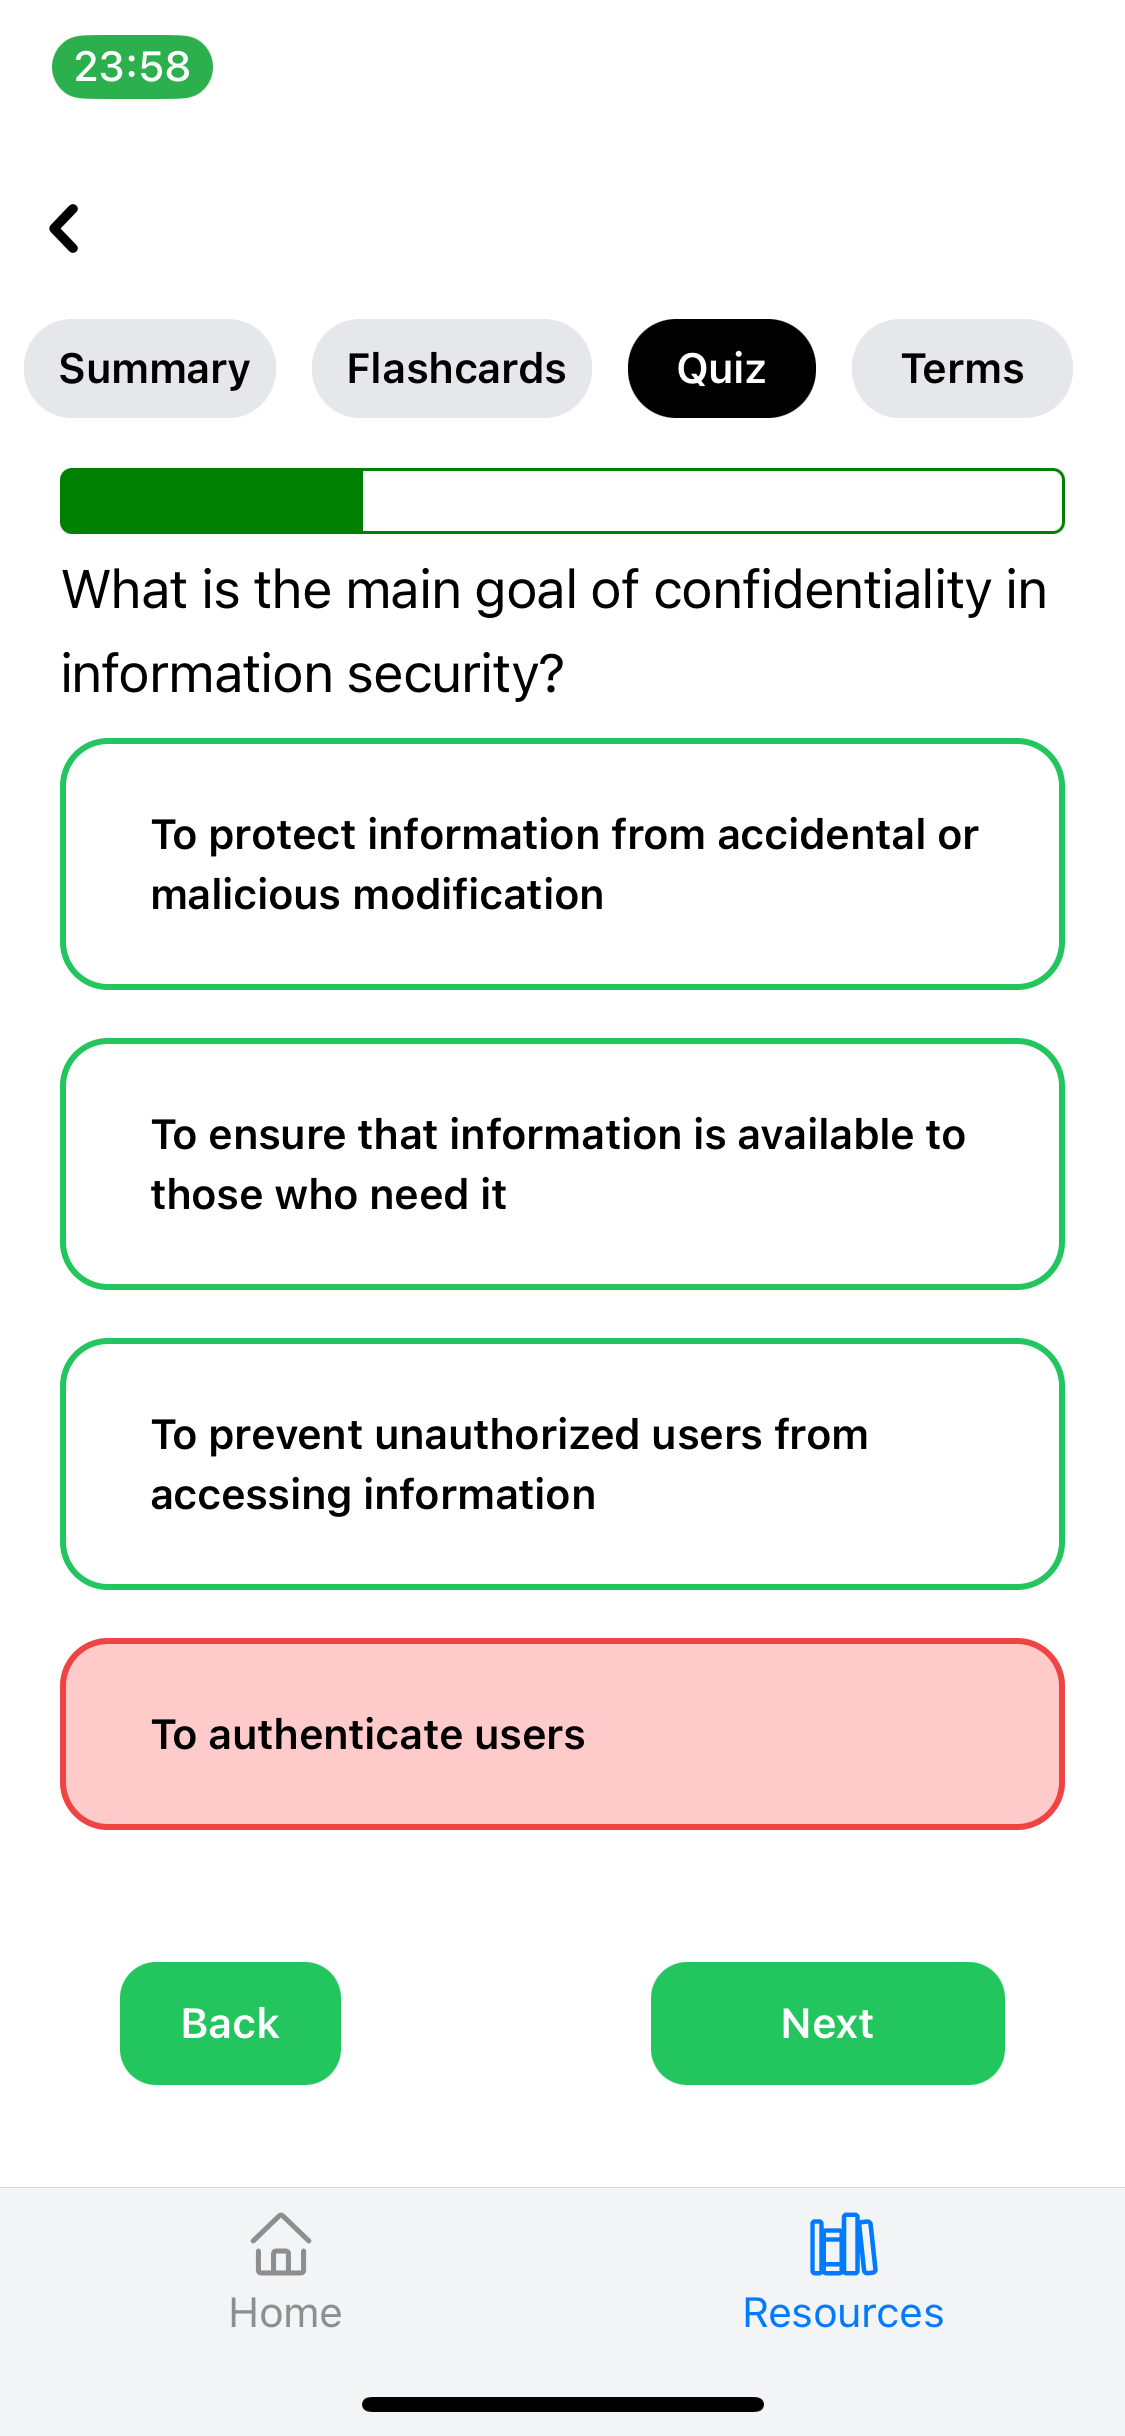 23:58
Summary Flashcards Quiz Terms
What is the main goal of confidentiality in
information security?
To protect information from accidental or
malicious modification
To ensure that information is available to
those who need it
To prevent unauthorized users from
accessing information
To authenticate users
Back Next
Home Resources